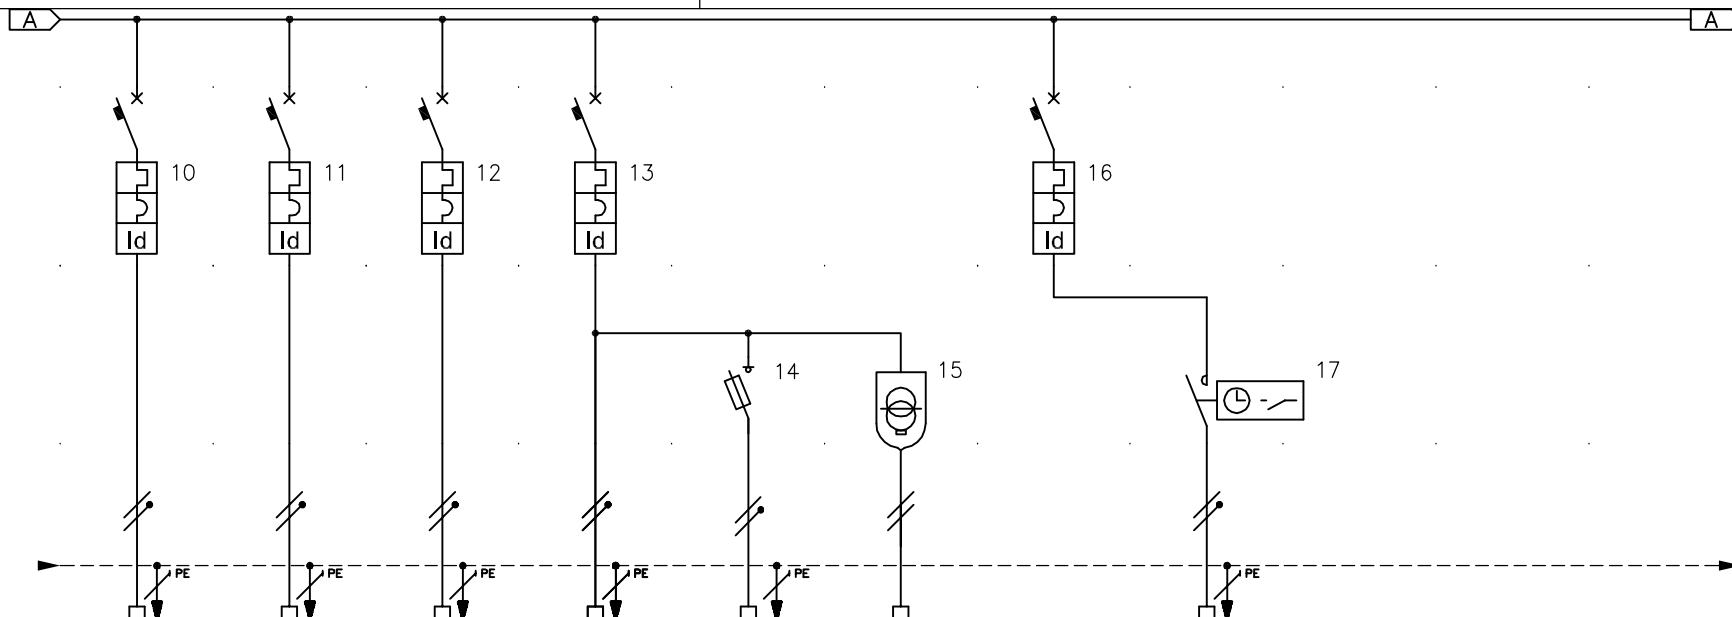 A A
10 11 12 13 16
Id Id Id Id Id
14 15 17
PE PE PE PE PE PE